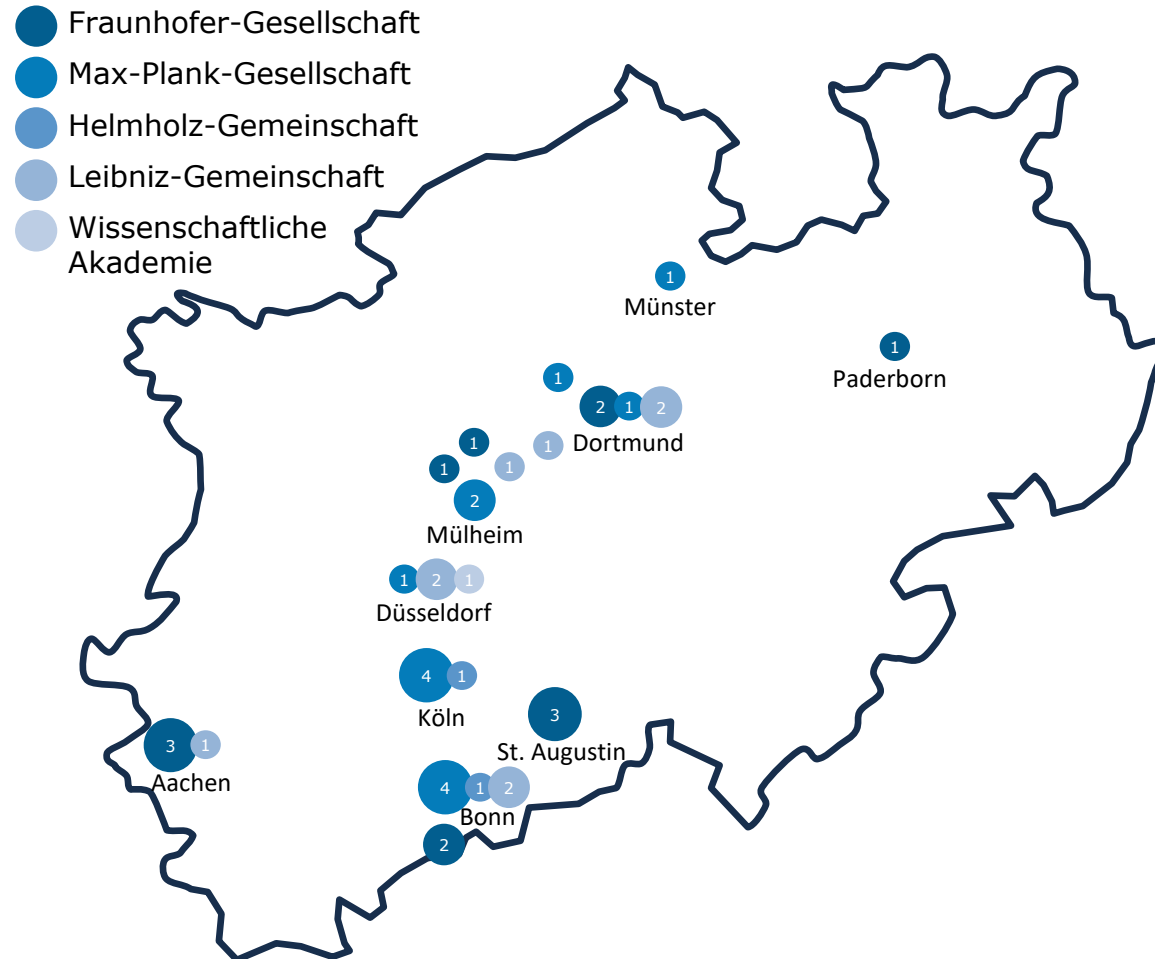 Fraunhofer-Gesellschaft
Max-Plank-Gesellschaft
Helmholz-Gemeinschaft
Leibniz-Gemeinschaft
Wissenschaftliche
Akademie
1
Münster
1
Paderborn
1
2 1 2
Dortmund
1
1
1
1
2
Mülheim
1 2 1
Düsseldorf
4 1
Köln
3
St. Augustin
3 1
Aachen
4 1 2
Bonn
2